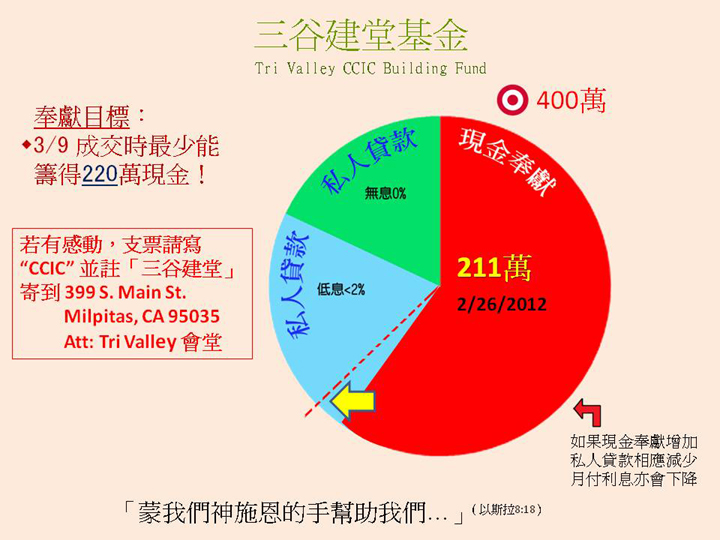 三谷建堂基金
Tri Valley CCIC Building Fund
400萬
奉獻目標：
3/9 成交時最少能
籌得220萬現金！
私人貸款
無息0%
現金奉獻
211萬
2/26/2012
私人貸款
低息<2%
若有感動，支票請寫
“CCIC” 並註「三谷建堂」
寄到 399 S. Main St.
Milpitas, CA 95035
Att: Tri Valley 會堂
如果現金奉獻增加
私人貸款相應減少
月付利息亦會下降
「蒙我們神施恩的手幫助我們…」(以斯拉8:18)